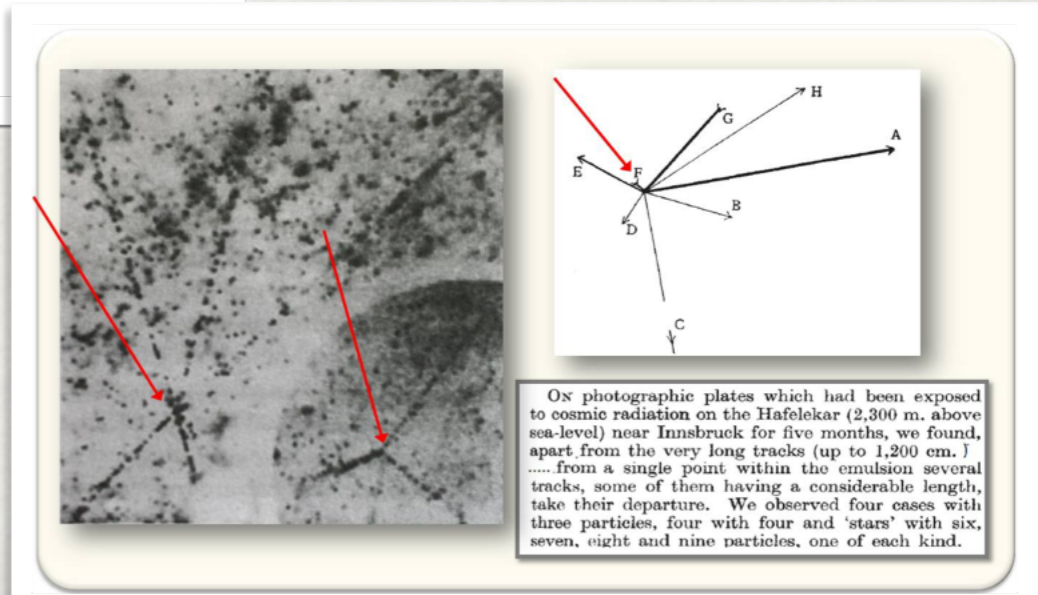 H
G
A
E
F
B
D
C
On photographic plates which had been exposed
to cosmic radiation on the Hafelekar (2,300 m. above
sea-level) near Innsbruck for five months, we found,
apart from the very long tracks (up to 1,200 cm. )
......from a single point within the emulsion several
tracks, some of them having a considerable length,
take their departure. We observed four cases with
three particles, four with four and ‘stars’ with six,
seven, eight and nine particles, one of each kind.